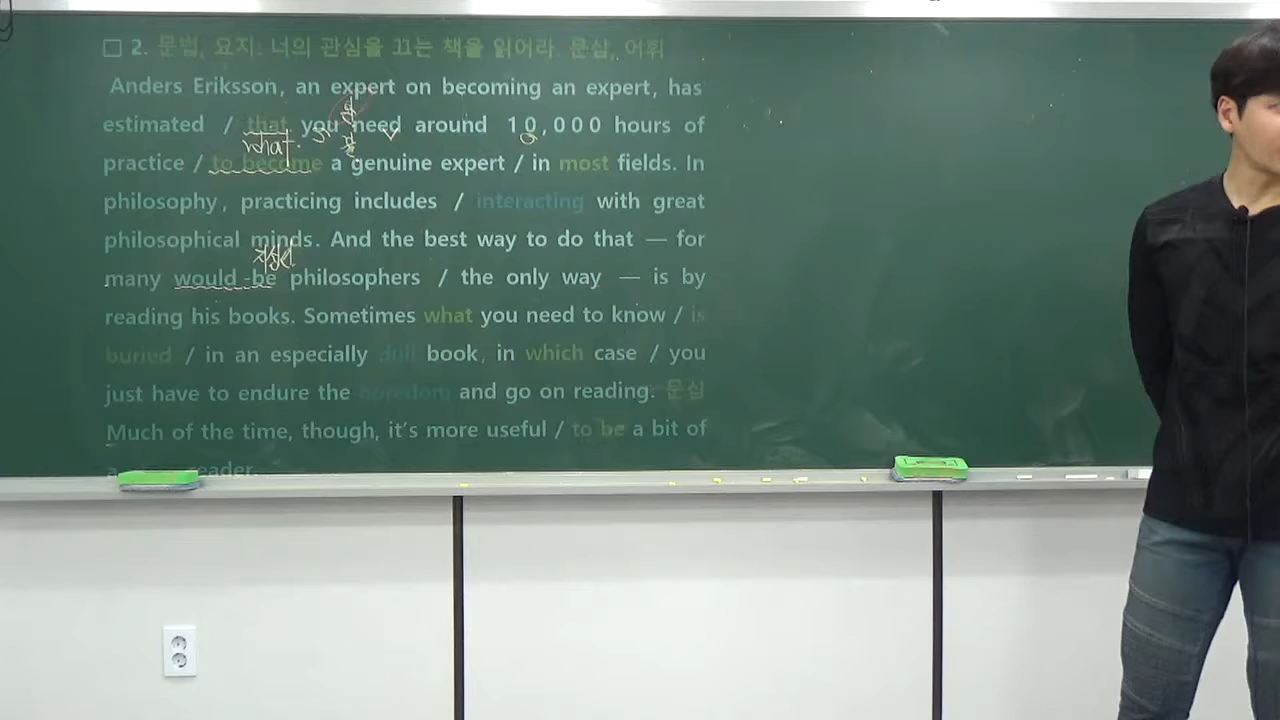 □ 2. 문법, 요지: 너의 관심을 끄는 책을 읽어라. 문삽, 어휘
Anders Eriksson, an expert on becoming an expert, has
estimated / that you need around 10,000 hours of
what. S V O
practice / to become a genuine expert / in most fields. In
philosophy, practicing includes / interacting with great
philosophical minds. And the best way to do that — for
지망의
many would -be philosophers / the only way — is by
reading his books. Sometimes what you need to know / is
buried / in an especially dull book, in which case / you
just have to endure the boredom and go on reading. 문삽
Much of the time, though, it's more useful / to be a bit of
a reader.